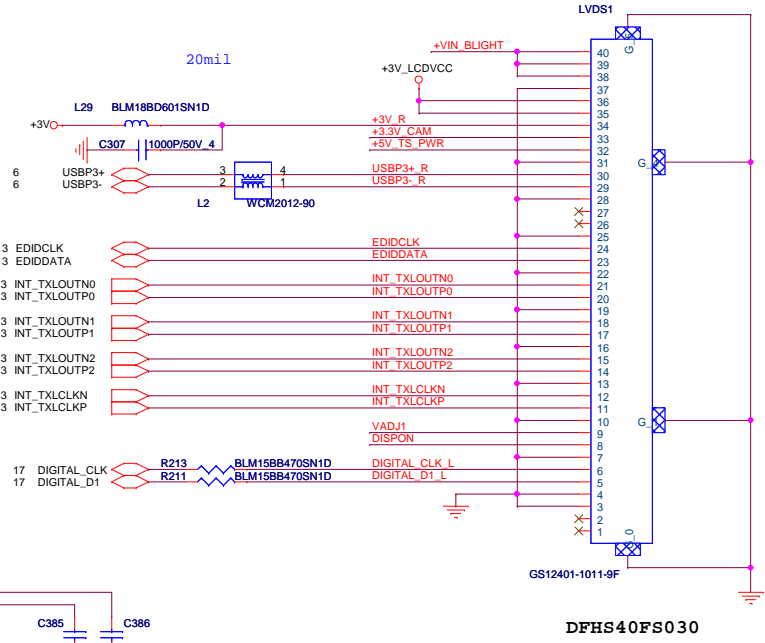 LVDS1
+VIN_BLIGHT
20mil
+3V_LCDVCC
L29 BLM18BD601SN1D
+3V
C307 1000P/50V_4
+3V_R
+3.3V_CAM
+5V_TS_PWR
6 USBP3+ 3 4 USBP3+_R
6 USBP3- 2 1 USBP3-_R
L2 WCM2012-90
3 EDIDCLK EDIDCLK
3 EDIDDATA EDIDDATA
3 INT_TXLOUTN0 INT_TXLOUTN0
3 INT_TXLOUTP0 INT_TXLOUTP0
3 INT_TXLOUTN1 INT_TXLOUTN1
3 INT_TXLOUTP1 INT_TXLOUTP1
3 INT_TXLOUTN2 INT_TXLOUTN2
3 INT_TXLOUTP2 INT_TXLOUTP2
3 INT_TXLCLKN INT_TXLCLKN
3 INT_TXLCLKP INT_TXLCLKP
VADJ1
DISPON
17 DIGITAL_CLK R213 BLM15BB470SN1D DIGITAL_CLK_L
17 DIGITAL_D1 R211 BLM15BB470SN1D DIGITAL_D1_L
40
39
38
37
36
35
34
33
32
31
30
29
28
27
26
25
24
23
22
21
20
19
18
17
16
15
14
13
12
11
10
9
8
7
6
5
4
3
2
1
GS12401-1011-9F
C385 C386
DFHS40FS030